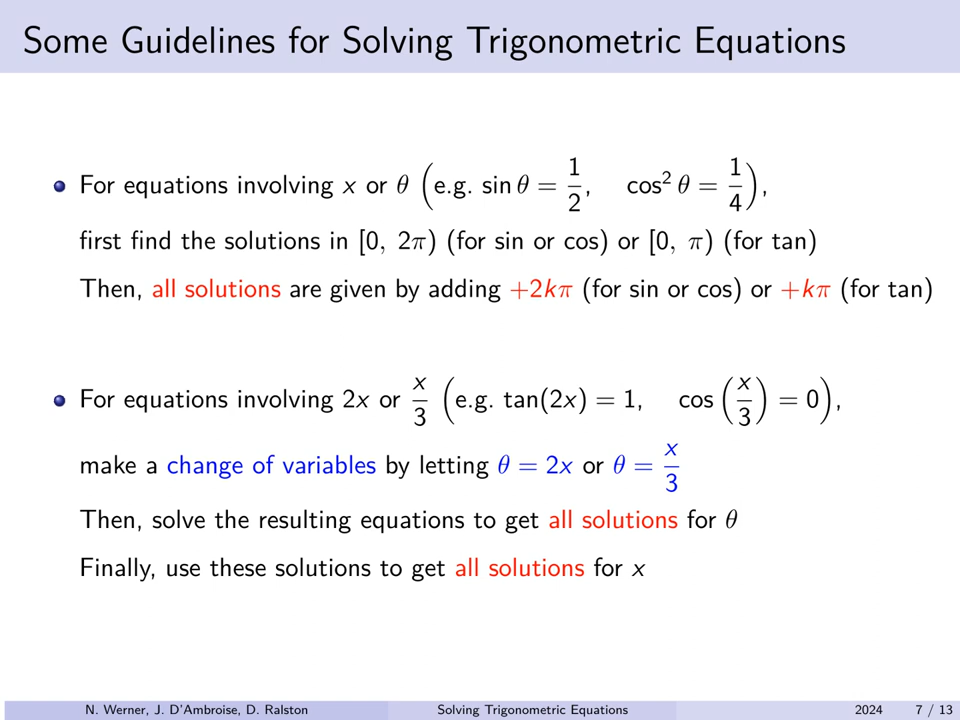 Some Guidelines for Solving Trigonometric Equations
For equations involving x or θ (e.g. sin θ = 1/2, cos² θ = 1/4),
first find the solutions in [0, 2π) (for sin or cos) or [0, π) (for tan)
Then, all solutions are given by adding +2kπ (for sin or cos) or +kπ (for tan)
For equations involving 2x or x/3 (e.g. tan(2x) = 1, cos(x/3) = 0),
make a change of variables by letting θ = 2x or θ = x/3
Then, solve the resulting equations to get all solutions for θ
Finally, use these solutions to get all solutions for x
N. Werner, J. D'Ambroise, D. Ralston Solving Trigonometric Equations 2024 7 / 13